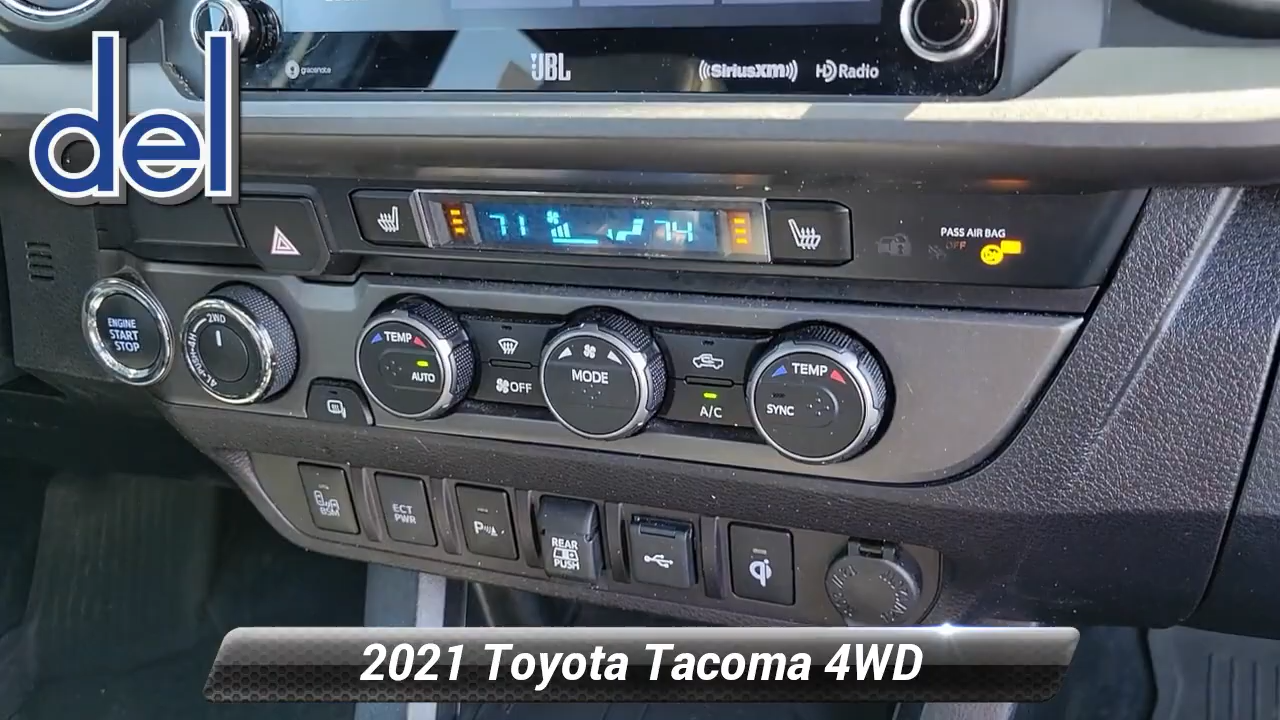 gracenote
JBL
SiriusXM
HD Radio
del
71
74
PASS AIR BAG
OFF
ENGINE
START
STOP
2WD
TEMP
AUTO
OFF
MODE
A/C
TEMP
SYNC
BSM
ECT
PWR
P
REAR
PUSH
2021 Toyota Tacoma 4WD